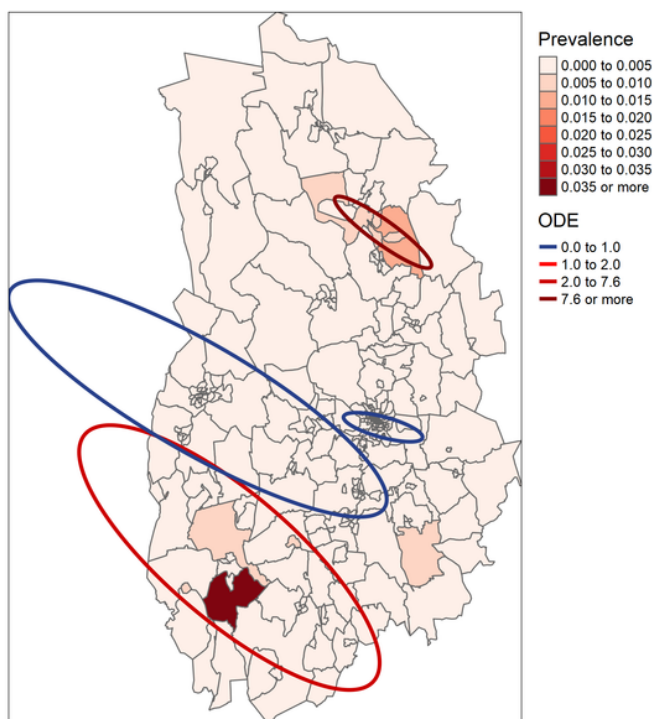 Prevalence
0.000 to 0.005
0.005 to 0.010
0.010 to 0.015
0.015 to 0.020
0.020 to 0.025
0.025 to 0.030
0.030 to 0.035
0.035 or more
ODE
0.0 to 1.0
1.0 to 2.0
2.0 to 7.6
7.6 or more